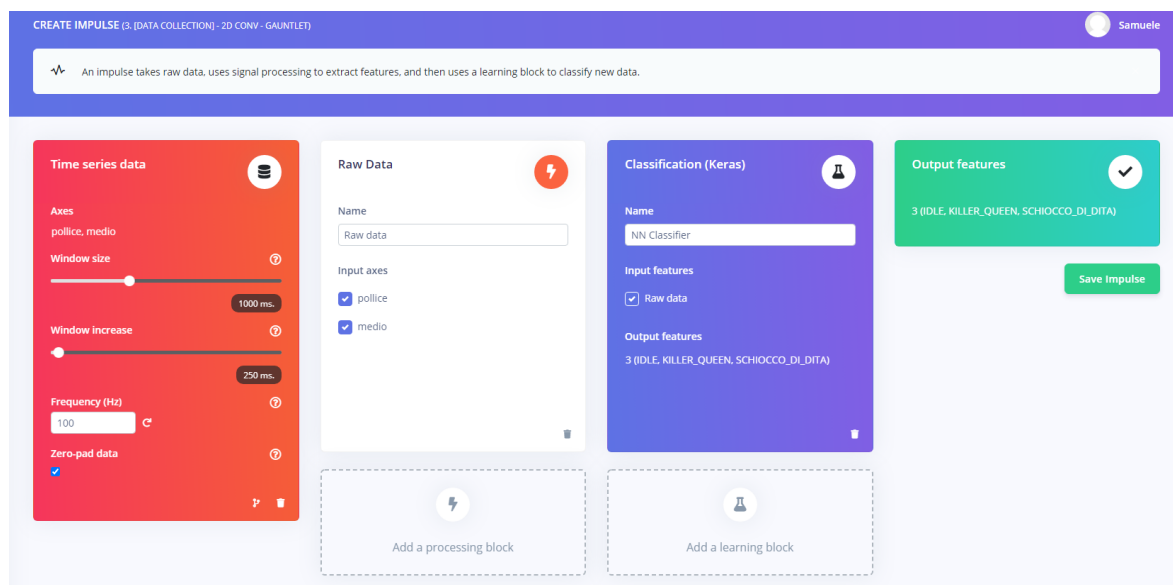 CREATE IMPULSE (3. [DATA COLLECTION] - 2D CONV - GAUNTLET)
Samuele
An impulse takes raw data, uses signal processing to extract features, and then uses a learning block to classify new data.
Time series data
Axes
pollice, medio
Window size
1000 ms.
Window increase
250 ms.
Frequency (Hz)
100
Zero-pad data
Raw Data
Name
Raw data
Input axes
pollice
medio
Add a processing block
Classification (Keras)
Name
NN Classifier
Input features
Raw data
Output features
3 (IDLE, KILLER_QUEEN, SCHIOCCO_DI_DITA)
Add a learning block
Output features
3 (IDLE, KILLER_QUEEN, SCHIOCCO_DI_DITA)
Save Impulse